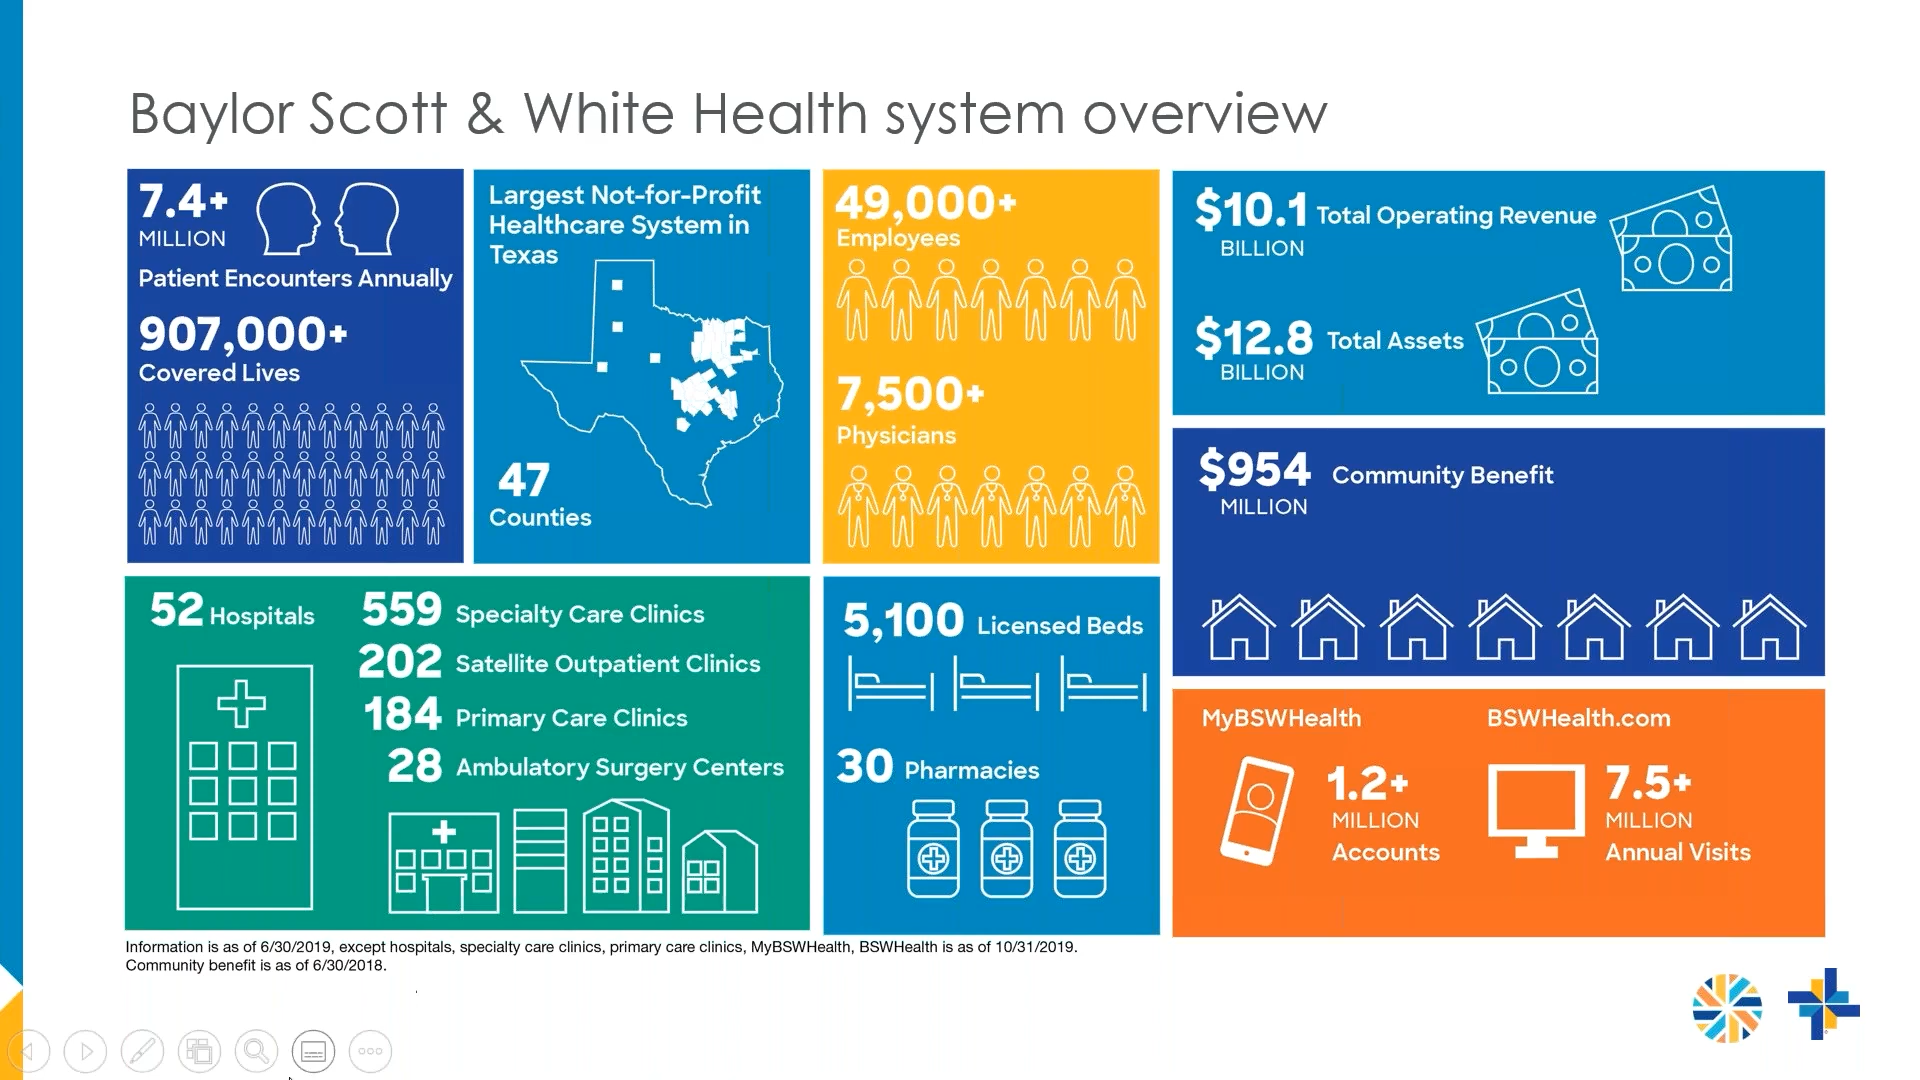 Baylor Scott & White Health system overview
7.4+
MILLION
Patient Encounters Annually
907,000+
Covered Lives
Largest Not-for-Profit
Healthcare System in
Texas
47
Counties
49,000+
Employees
7,500+
Physicians
$10.1 Total Operating Revenue
BILLION
$12.8 Total Assets
BILLION
$954 Community Benefit
MILLION
52 Hospitals
559 Specialty Care Clinics
202 Satellite Outpatient Clinics
184 Primary Care Clinics
28 Ambulatory Surgery Centers
5,100 Licensed Beds
30 Pharmacies
MyBSWHealth
1.2+
MILLION
Accounts
BSWHealth.com
7.5+
MILLION
Annual Visits
Information is as of 6/30/2019, except hospitals, specialty care clinics, primary care clinics, MyBSWHealth, BSWHealth is as of 10/31/2019.
Community benefit is as of 6/30/2018.